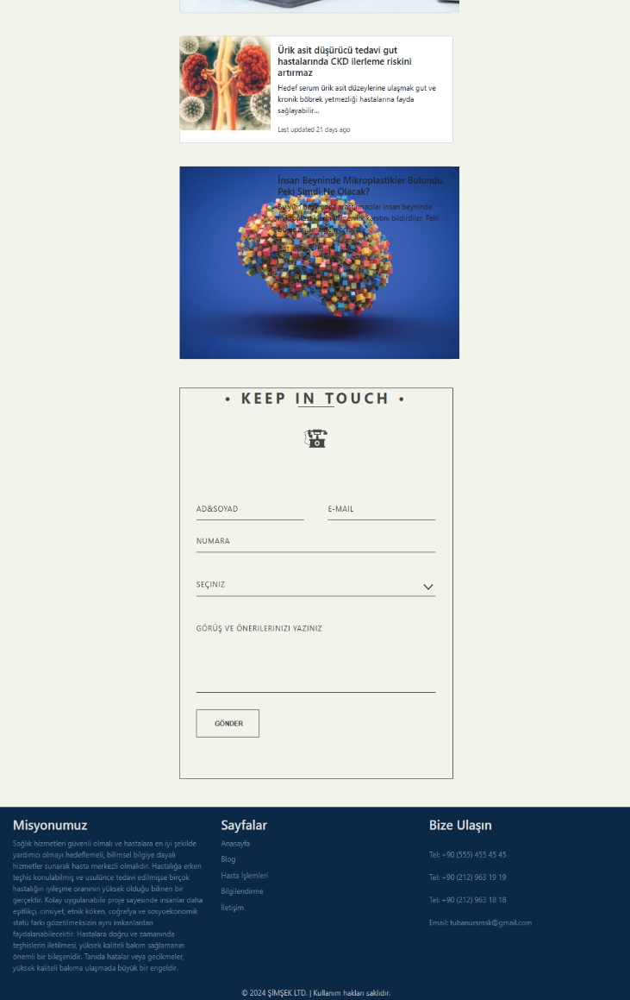 Ürik asit düşürücü tedavi gut
hastalarında CKD ilerleme riskini
artırmaz
Hedef serum ürik asit düzeylerine ulaşmak gut ve
kronik böbrek yetmezliği hastalarına fayda
sağlayabilir...
Last updated 21 days ago
İnsan Beyninde Mikroplastikler Bulundu.
Peki Şimdi Ne Olacak?
Bu yılın başlarında araştırmacılar insan beyninde
kanıtını bildirdiler. Peki
• KEEP IN TOUCH •
AD&SOYAD E-MAIL
NUMARA
SEÇINIZ
GÖRÜŞ VE ÖNERILERINIZI YAZINIZ
GÖNDER
Misyonumuz
Sağlık hizmetleri güvenli olmalı ve hastalara en iyi şekilde
yardımcı olmayı hedeflemeli, bilimsel bilgiye dayalı
hizmetler sunarak hasta merkezli olmalıdır. Hastalığa erken
teşhis konulabilmiş ve usulünce tedavi edilmişse birçok
hastalığın iyileşme oranının yüksek olduğu bilinen bir
gerçektir. Kolay uygulanabilir proje sayesinde insanlar daha
eşitlikçi, cinsiyet, etnik köken, coğrafya ve sosyoekonomik
statü farkı gözetilmeksizin aynı imkanlardan
faydalanabilecektir. Hastalara doğru ve zamanında
teşhislerin iletilmesi, yüksek kaliteli bakım sağlamanın
önemli bir bileşenidir. Tanıda hatalar veya gecikmeler,
yüksek kaliteli bakıma ulaşmada büyük bir engeldir.
Sayfalar
Anasayfa
Blog
Hasta İşlemleri
Bilgilendirme
İletişim
Bize Ulaşın
Tel: +90 (555) 455 45 45
Tel: +90 (212) 963 19 19
Tel: +90 (212) 963 18 18
Email: tubanursmsk@gmail.com
© 2024 ŞİMŞEK LTD. | Kullanım hakları saklıdır.